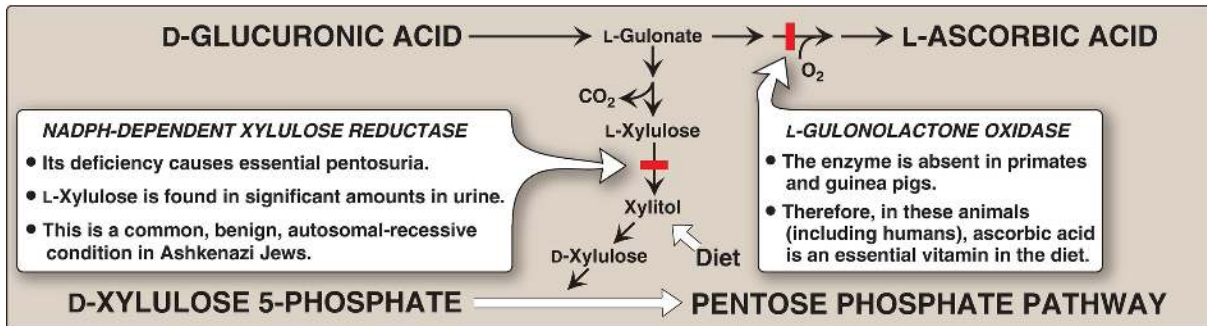 D-GLUCURONIC ACID
L-Gulonate
L-ASCORBIC ACID
O2
CO2
L-Xylulose
Xylitol
D-Xylulose
Diet
NADPH-DEPENDENT XYLULOSE REDUCTASE
• Its deficiency causes essential pentosuria.
• L-Xylulose is found in significant amounts in urine.
• This is a common, benign, autosomal-recessive
condition in Ashkenazi Jews.
L-GULONOLACTONE OXIDASE
• The enzyme is absent in primates
and guinea pigs.
• Therefore, in these animals
(including humans), ascorbic acid
is an essential vitamin in the diet.
D-XYLULOSE 5-PHOSPHATE
PENTOSE PHOSPHATE PATHWAY